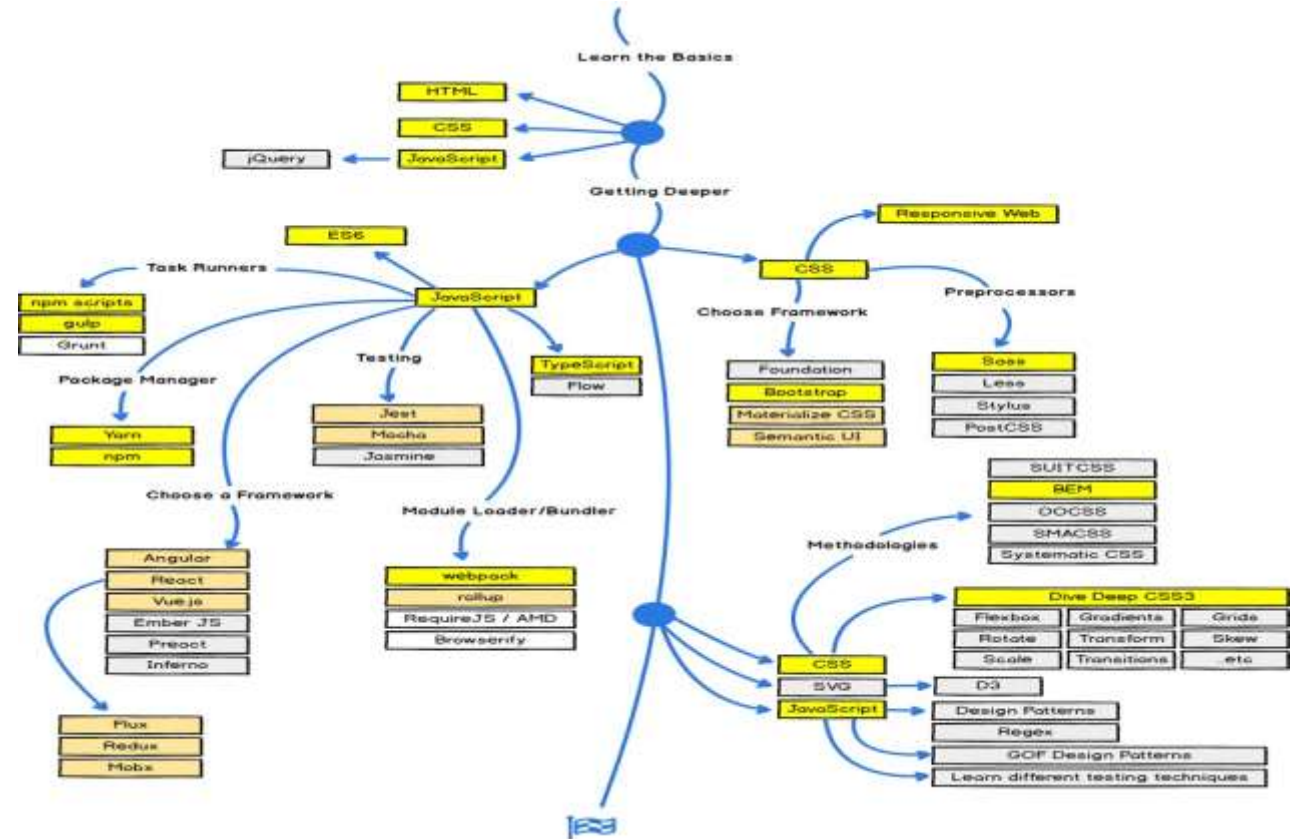 Learn the Basics
HTML
CSS
jQuery
JavaScript
Getting Deeper
Responsive Web
ES6
Task Runners
CSS
npm scripts
gulp
Grunt
JavaScript
Preprocessors
Choose Framework
Testing
TypeScript
Flow
Package Manager
Foundation
Bootstrap
Materialize CSS
Semantic UI
Sass
Less
Stylus
PostCSS
Yarn
npm
Jest
Mocha
Jasmine
Choose a Framework
Module Loader/Bundler
SUITCSS
BEM
OOCSS
SMACSS
Systematic CSS
Methodologies
Angular
React
Vue.js
Ember JS
Preact
Inferno
webpack
rollup
RequireJS / AMD
Browserify
Dive Deep CSS3
Flexbox Gradients Grids
Rotate Transform Skew
Scale Transitions ..etc
CSS
SVG
D3
JavaScript
Design Patterns
Regex
GOF Design Patterns
Learn different testing techniques
Flux
Redux
Mobx